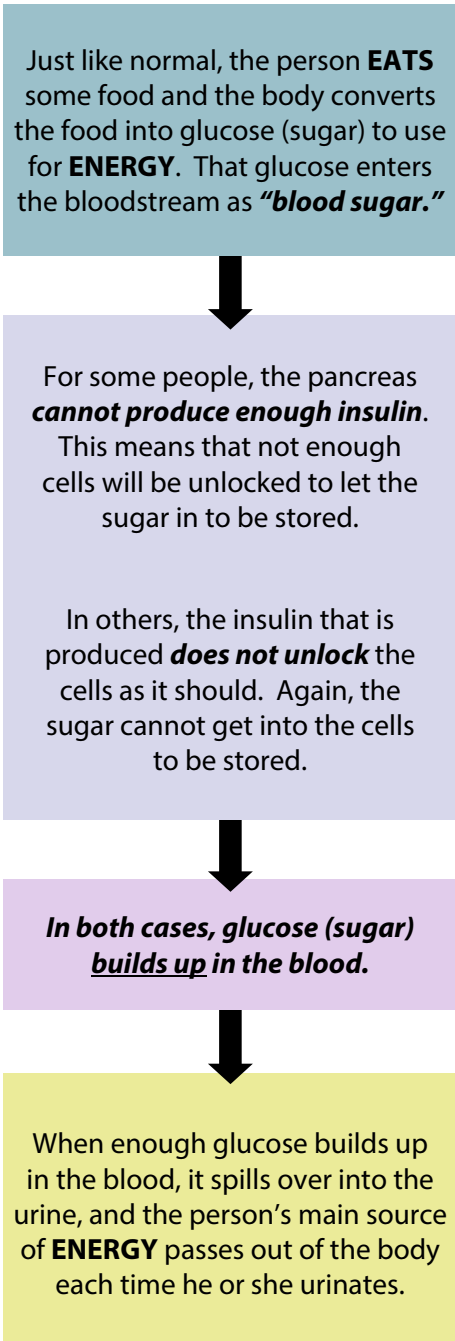 Just like normal, the person EATS
some food and the body converts
the food into glucose (sugar) to use
for ENERGY.  That glucose enters
the bloodstream as “blood sugar.”
For some people, the pancreas
cannot produce enough insulin.
This means that not enough
cells will be unlocked to let the
sugar in to be stored.
In others, the insulin that is
produced does not unlock the
cells as it should.  Again, the
sugar cannot get into the cells
to be stored.
In both cases, glucose (sugar)
builds up in the blood.
When enough glucose builds up
in the blood, it spills over into the
urine, and the person’s main source
of ENERGY passes out of the body
each time he or she urinates.